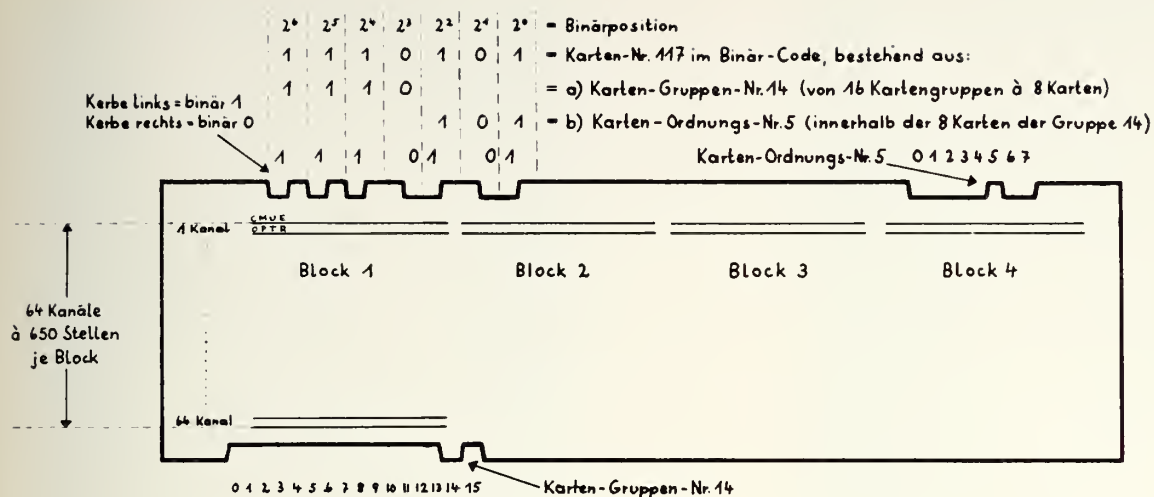 2⁶ 2⁵ 2⁴ 2³ 2² 2¹ 2⁰ = Binärposition
1 1 1 0 1 0 1 = Karten-Nr. 117 im Binär-Code, bestehend aus:
1 1 1 0 = a) Karten-Gruppen-Nr. 14 (von 16 Kartengruppen à 8 Karten)
Kerbe links = binär 1
Kerbe rechts = binär 0
1 0 1 = b) Karten-Ordnungs-Nr. 5 (innerhalb der 8 Karten der Gruppe 14)
1 1 1 0 1 0 1
Karten-Ordnungs-Nr. 5 0 1 2 3 4 5 6 7
1 Kanal
CMUE
OPTR
Block 1 Block 2 Block 3 Block 4
64 Kanäle
à 650 Stellen
je Block
64 Kanal
0 1 2 3 4 5 6 7 8 9 10 11 12 13 14 15
Karten-Gruppen-Nr. 14